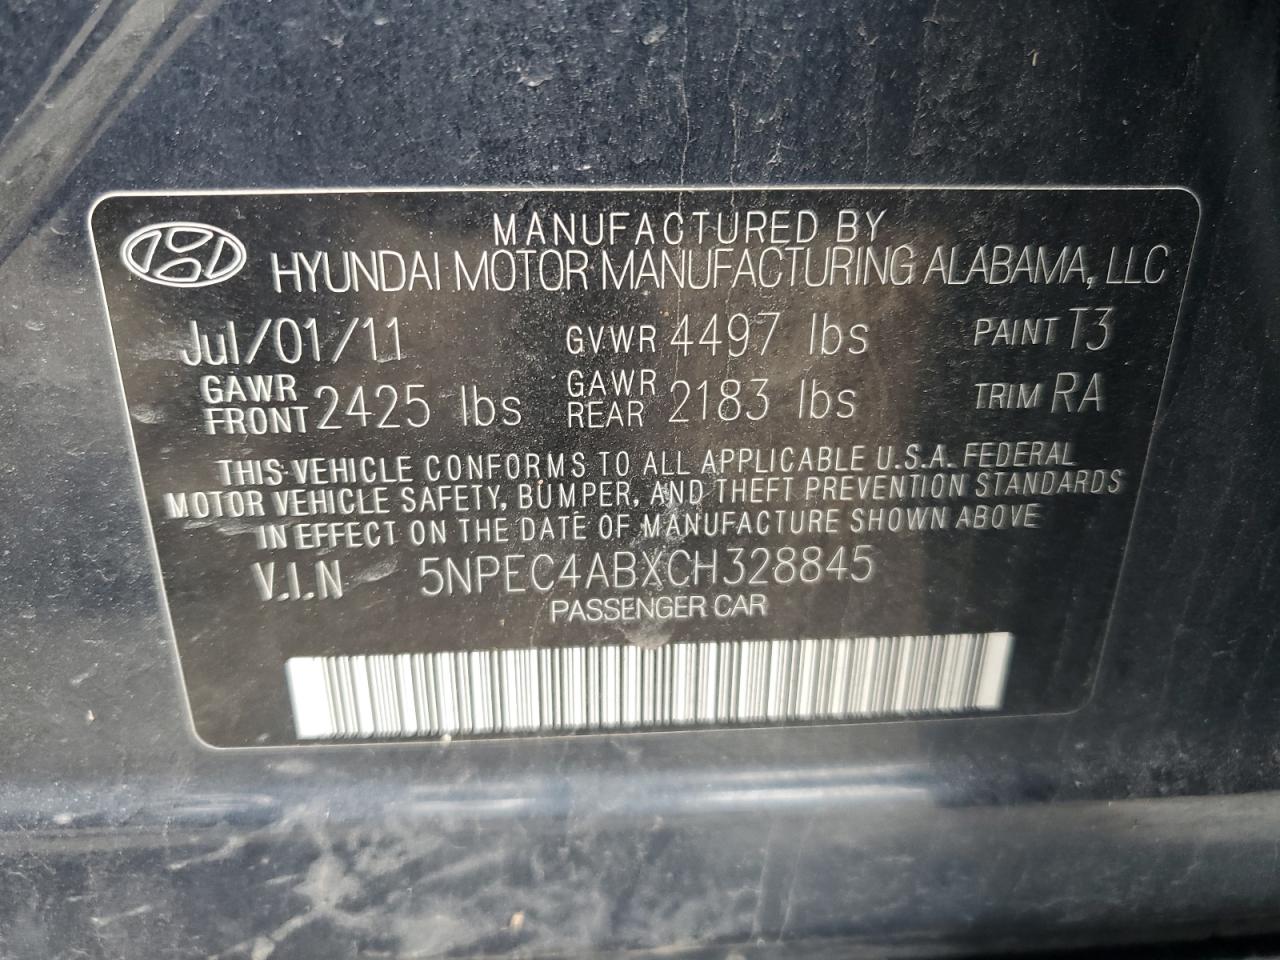 MANUFACTURED BY
HYUNDAI MOTOR MANUFACTURING ALABAMA, LLC
Jul/01/11 GVWR 4497 lbs PAINT T3
GAWR FRONT 2425 lbs GAWR REAR 2183 lbs TRIM RA
THIS VEHICLE CONFORMS TO ALL APPLICABLE U.S.A. FEDERAL
MOTOR VEHICLE SAFETY, BUMPER, AND THEFT PREVENTION STANDARDS
IN EFFECT ON THE DATE OF MANUFACTURE SHOWN ABOVE
V.I.N 5NPEC4ABXCH328845
PASSENGER CAR